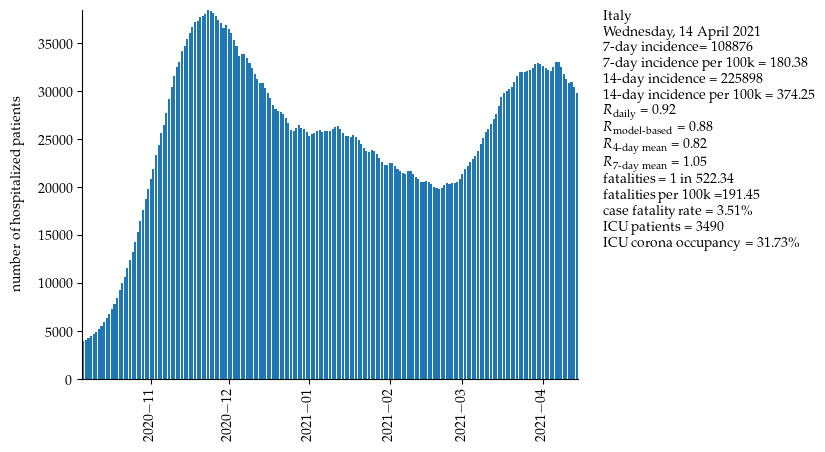 Italy
Wednesday, 14 April 2021
7-day incidence= 108876
7-day incidence per 100k = 180.38
14-day incidence = 225898
14-day incidence per 100k = 374.25
R_daily = 0.92
R_model-based = 0.88
R_4-day mean = 0.82
R_7-day mean = 1.05
fatalities = 1 in 522.34
fatalities per 100k =191.45
case fatality rate = 3.51%
ICU patients = 3490
ICU corona occupancy = 31.73%
number of hospitalized patients
35000
30000
25000
20000
15000
10000
5000
0
2020−11
2020−12
2021−01
2021−02
2021−03
2021−04